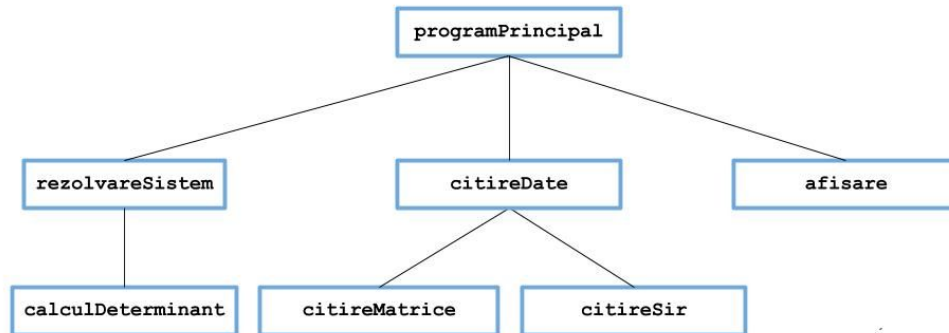 programPrincipal
rezolvareSistem
citireDate
afisare
calculDeterminant
citireMatrice
citireSir